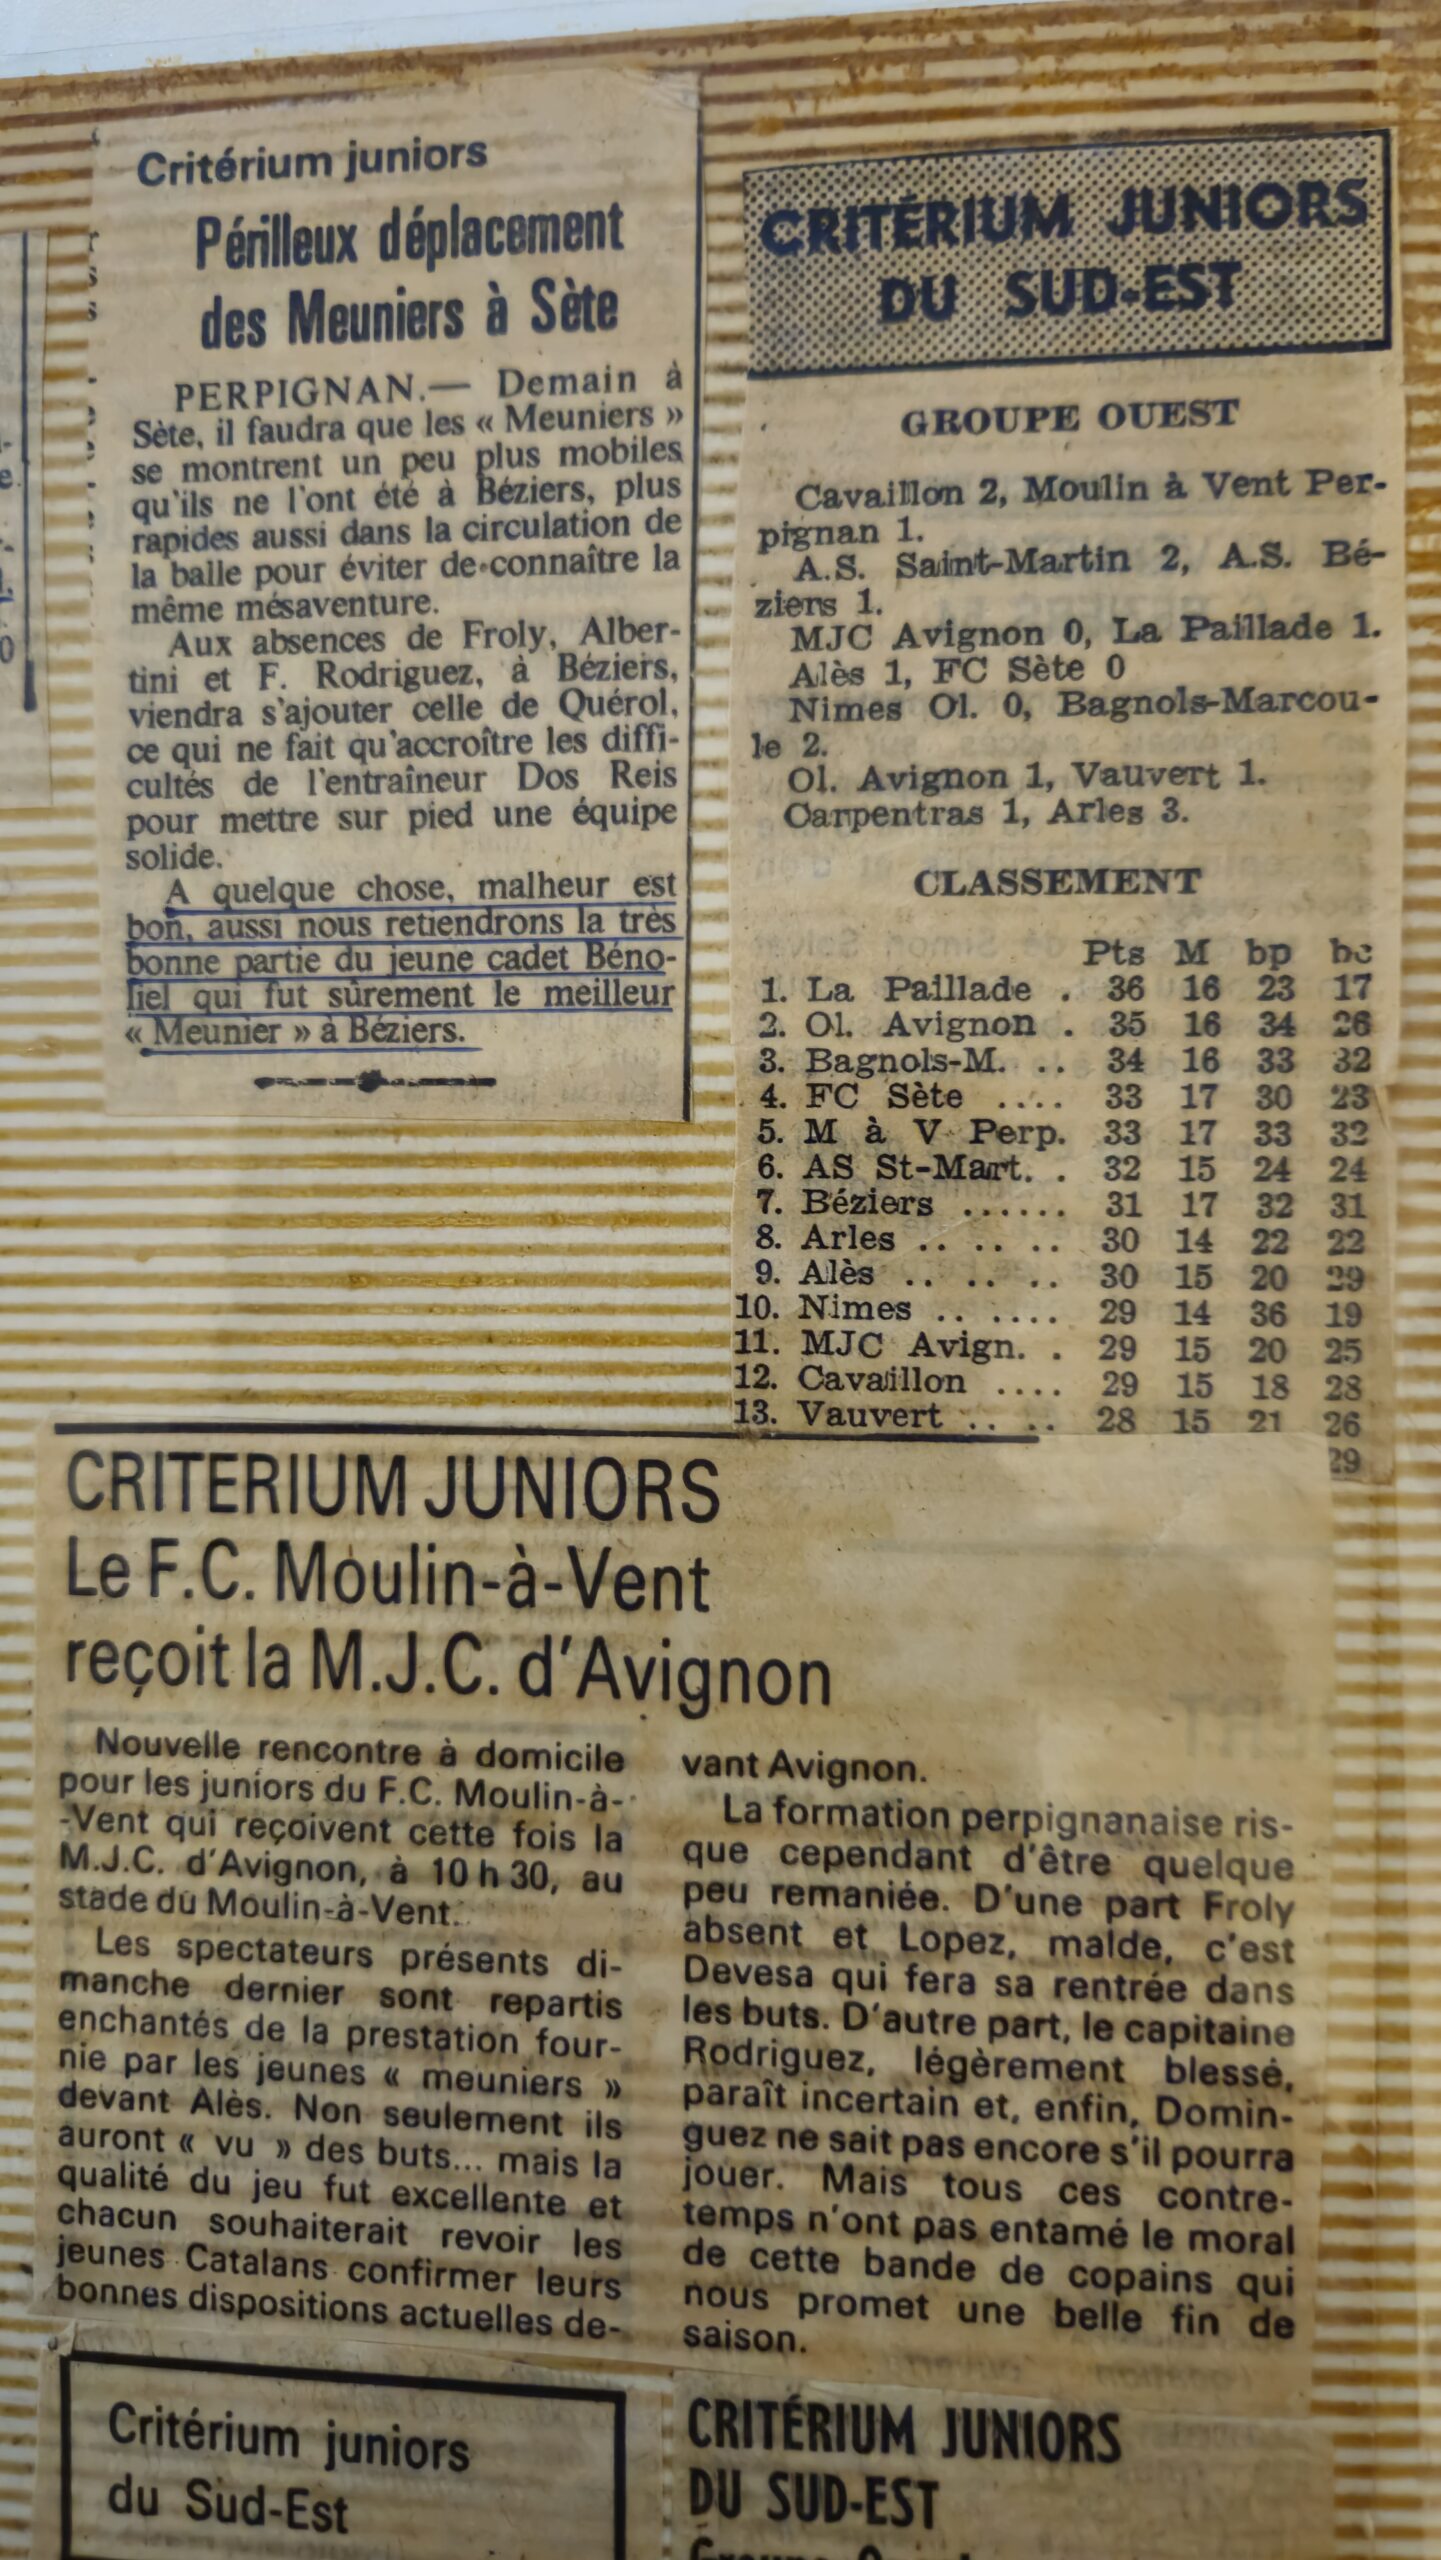 Critérium juniors
Périlleux déplacement
des Meuniers à Sète
PERPIGNAN.— Demain à
Sète, il faudra que les « Meuniers »
se montrent un peu plus mobiles
qu'ils ne l'ont été à Béziers, plus
rapides aussi dans la circulation de
la balle pour éviter de connaître la
même mésaventure.
Aux absences de Froly, Alber-
tini et F. Rodriguez, à Béziers,
viendra s'ajouter celle de Quérol,
ce qui ne fait qu'accroître les diffi-
cultés de l'entraîneur Dos Reis
pour mettre sur pied une équipe
solide.
A quelque chose, malheur est
bon, aussi nous retiendrons la très
bonne partie du jeune cadet Béno-
liel qui fut sûrement le meilleur
« Meunier » à Béziers.
CRITÉRIUM JUNIORS
DU SUD-EST
GROUPE OUEST
Cavaillon 2, Moulin à Vent Per-
pignan 1.
A.S. Saint-Martin 2, A.S. Bé-
ziers 1.
MJC Avignon 0, La Paillade 1.
Alès 1, FC Sète 0
Nimes Ol. 0, Bagnols-Marcou-
le 2.
Ol. Avignon 1, Vauvert 1.
Carpentras 1, Arles 3.
CLASSEMENT
Pts M bp bc
1. La Paillade . 36 16 23 17
2. Ol. Avignon . 35 16 34 26
3. Bagnols-M. .. 34 16 33 32
4. FC Sète .... 33 17 30 23
5. M à V Perp. 33 17 33 32
6. AS St-Mart. . 32 15 24 24
7. Béziers ...... 31 17 32 31
8. Arles .. .. .. 30 14 22 22
9. Alès .. .. .. 30 15 20 29
10. Nimes .. .... 29 14 36 19
11. MJC Avign. . 29 15 20 25
12. Cavaillon .... 29 15 18 28
13. Vauvert .. .. 28 15 21 26
29
CRITERIUM JUNIORS
Le F.C. Moulin-à-Vent
reçoit la M.J.C. d'Avignon
Nouvelle rencontre à domicile
pour les juniors du F.C. Moulin-à-
-Vent qui reçoivent cette fois la
M.J.C. d'Avignon, à 10 h 30, au
stade du Moulin-à-Vent.
Les spectateurs présents di-
manche dernier sont repartis
enchantés de la prestation four-
nie par les jeunes « meuniers »
devant Alès. Non seulement ils
auront « vu » des buts... mais la
qualité du jeu fut excellente et
chacun souhaiterait revoir les
jeunes Catalans confirmer leurs
bonnes dispositions actuelles de-
vant Avignon.
La formation perpignanaise ris-
que cependant d'être quelque
peu remaniée. D'une part Froly
absent et Lopez, malde, c'est
Devesa qui fera sa rentrée dans
les buts. D'autre part, le capitaine
Rodriguez, légèrement blessé,
paraît incertain et, enfin, Domin-
guez ne sait pas encore s'il pourra
jouer. Mais tous ces contre-
temps n'ont pas entamé le moral
de cette bande de copains qui
nous promet une belle fin de
saison.
Critérium juniors
du Sud-Est
CRITÉRIUM JUNIORS
DU SUD-EST